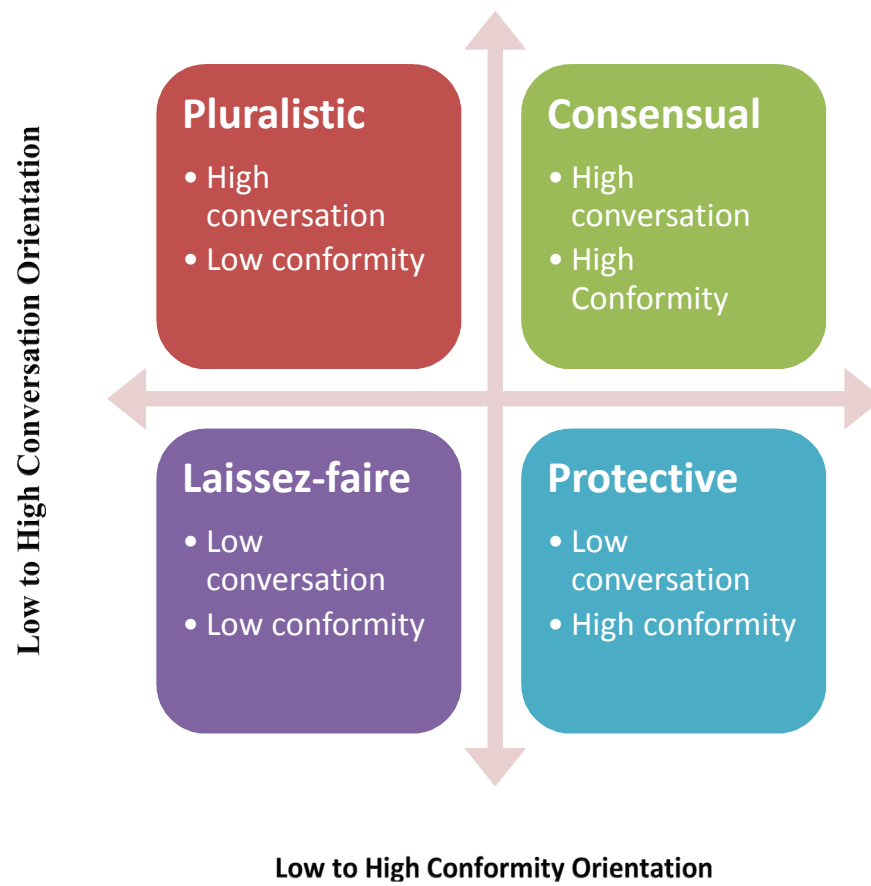 Low to High Conversation Orientation
Pluralistic
• High
conversation
• Low conformity
Consensual
• High
conversation
• High
Conformity
Laissez-faire
• Low
conversation
• Low conformity
Protective
• Low
conversation
• High conformity
Low to High Conformity Orientation